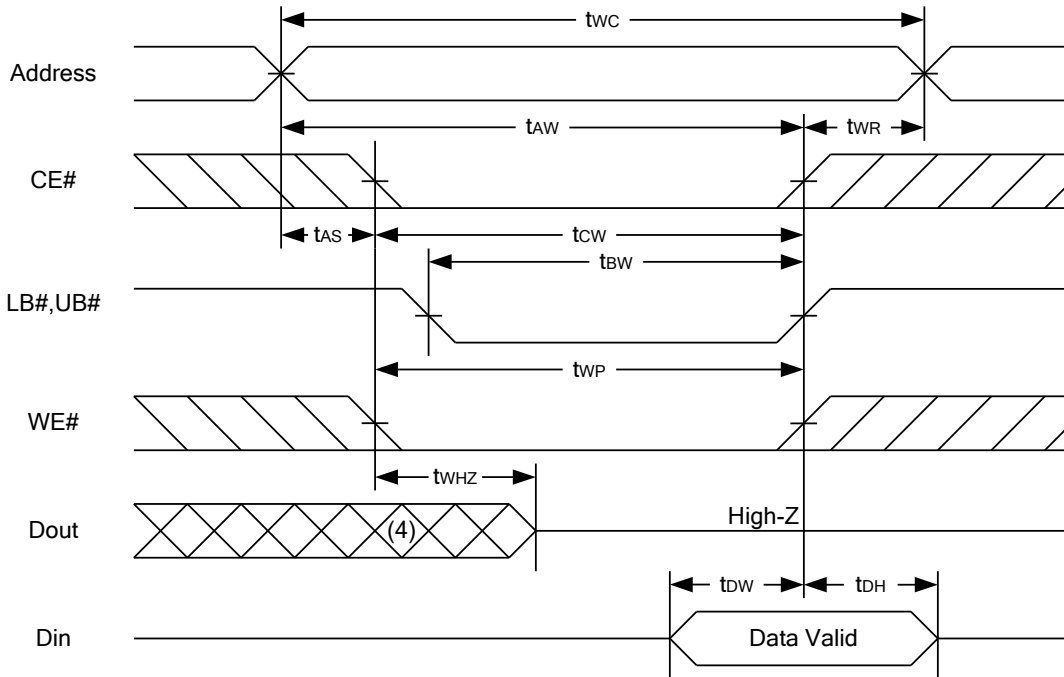 tWC
Address
tAW
tWR
CE#
tAS
tCW
tBW
LB#,UB#
tWP
WE#
tWHZ
Dout
(4)
High-Z
tDW
tDH
Din
Data Valid